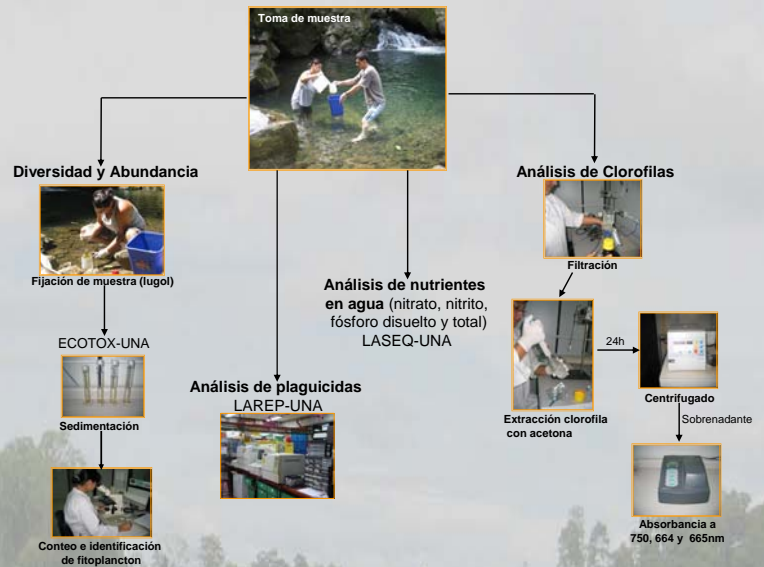 Toma de muestra
Diversidad y Abundancia
Fijación de muestra (lugol)
ECOTOX-UNA
Sedimentación
Conteo e identificación
de fitoplancton
Análisis de plaguicidas
LAREP-UNA
Análisis de nutrientes
en agua (nitrato, nitrito,
fósforo disuelto y total)
LASEQ-UNA
Análisis de Clorofilas
Filtración
Extracción clorofila
con acetona
24h
Centrifugado
Sobrenadante
Absorbancia a
750, 664 y 665nm